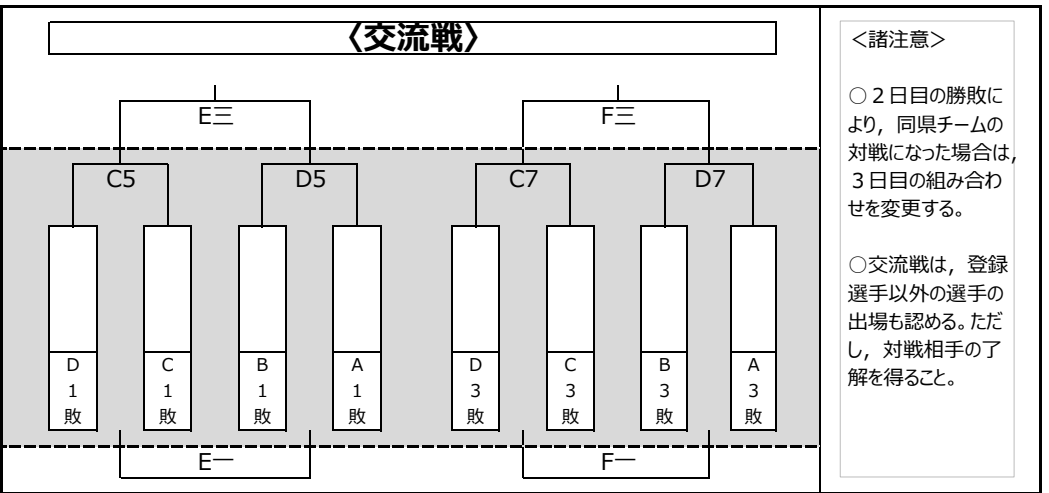 〈交流戦〉
E三
F三
C5
D5
C7
D7
D
1
敗
C
1
敗
B
1
敗
A
1
敗
D
3
敗
C
3
敗
B
3
敗
A
3
敗
E一
F一
＜諸注意＞
○２日目の勝敗に
より，同県チームの
対戦になった場合は，
３日目の組み合わ
せを変更する。
○交流戦は，登録
選手以外の選手の
出場も認める。ただ
し，対戦相手の了
解を得ること。